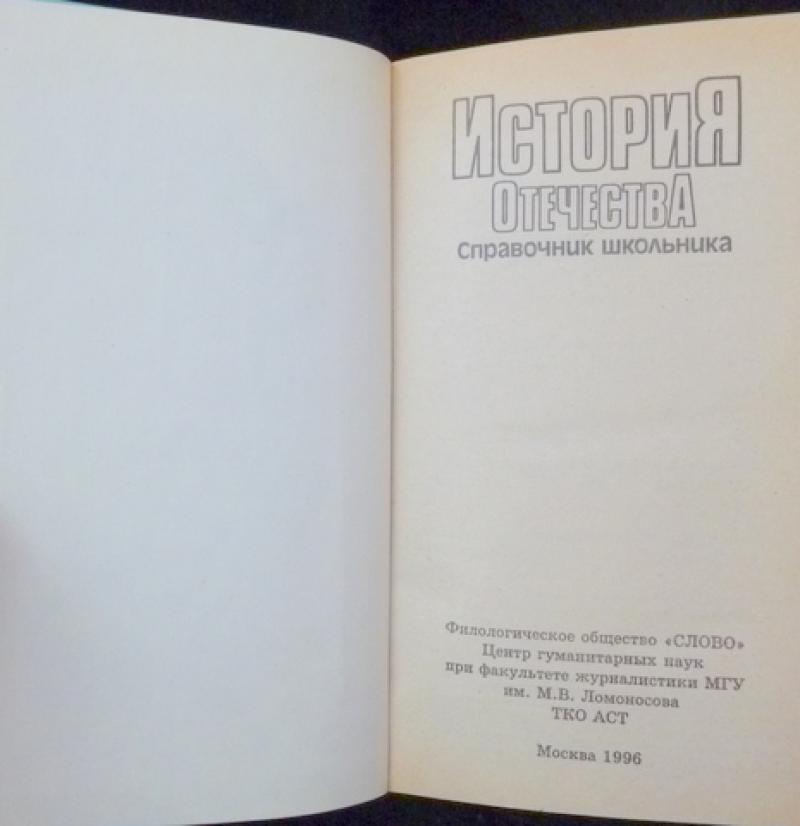 ИСТОРИЯ
ОТЕЧЕСТВА
Справочник школьника
Филологическое общество «СЛОВО»
Центр гуманитарных наук
при факультете журналистики МГУ
им. М.В. Ломоносова
ТКО АСТ
Москва 1996